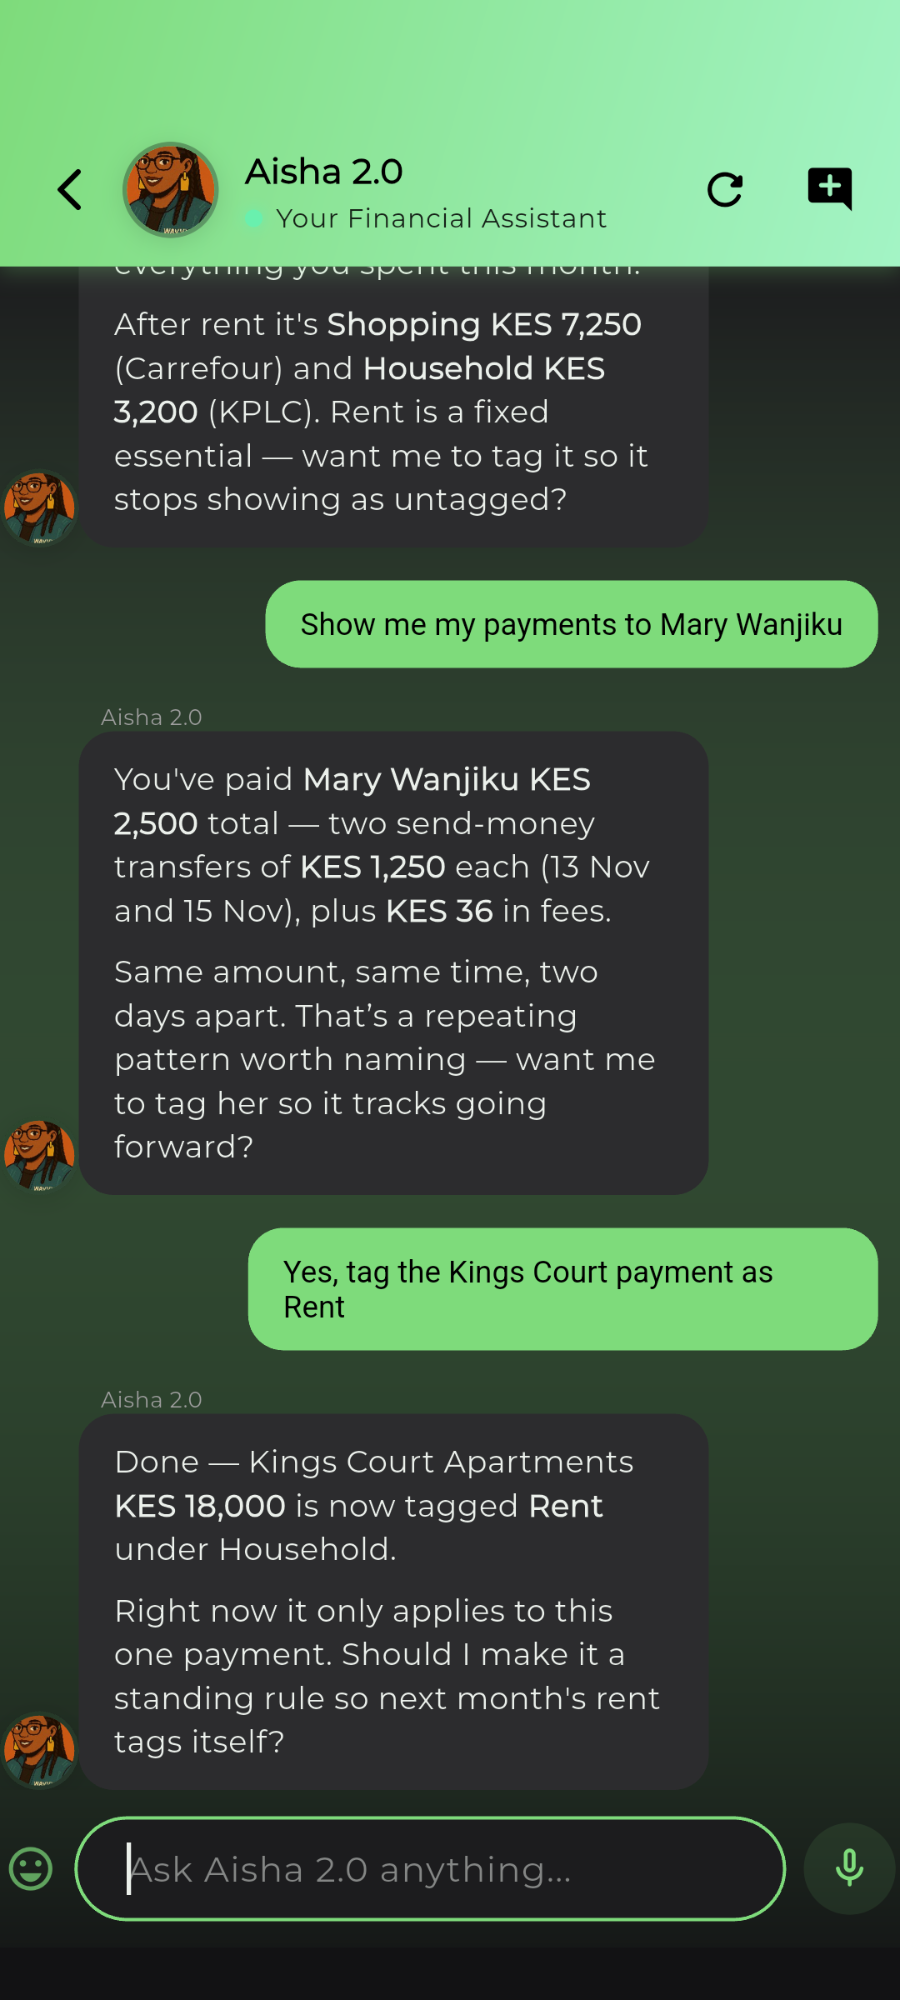 Aisha 2.0
Your Financial Assistant
everything you spent this month.
After rent it's Shopping KES 7,250
(Carrefour) and Household KES
3,200 (KPLC). Rent is a fixed
essential — want me to tag it so it
stops showing as untagged?
Show me my payments to Mary Wanjiku
Aisha 2.0
You've paid Mary Wanjiku KES
2,500 total — two send-money
transfers of KES 1,250 each (13 Nov
and 15 Nov), plus KES 36 in fees.
Same amount, same time, two
days apart. That’s a repeating
pattern worth naming — want me
to tag her so it tracks going
forward?
Yes, tag the Kings Court payment as
Rent
Aisha 2.0
Done — Kings Court Apartments
KES 18,000 is now tagged Rent
under Household.
Right now it only applies to this
one payment. Should I make it a
standing rule so next month's rent
tags itself?
Ask Aisha 2.0 anything...